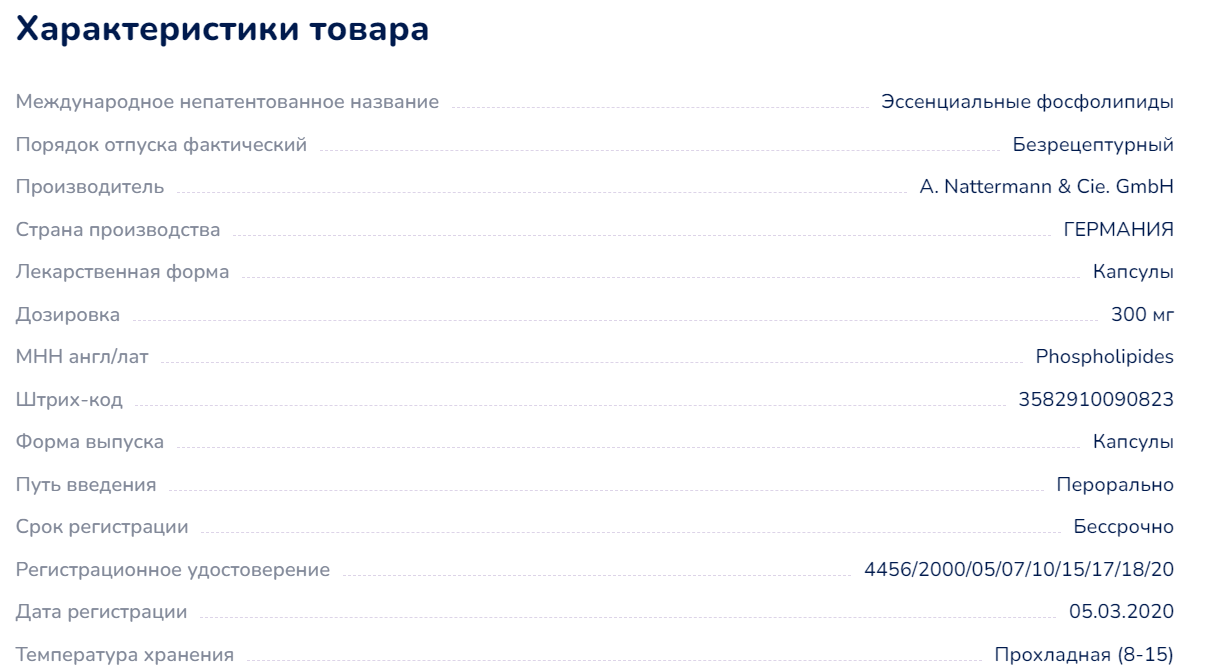 Характеристики товара
Международное непатентованное название Эссенциальные фосфолипиды
Порядок отпуска фактический Безрецептурный
Производитель A. Nattermann & Cie. GmbH
Страна производства ГЕРМАНИЯ
Лекарственная форма Капсулы
Дозировка 300 мг
МНН англ/лат Phospholipides
Штрих-код 3582910090823
Форма выпуска Капсулы
Путь введения Перорально
Срок регистрации Бессрочно
Регистрационное удостоверение 4456/2000/05/07/10/15/17/18/20
Дата регистрации 05.03.2020
Температура хранения Прохладная (8-15)